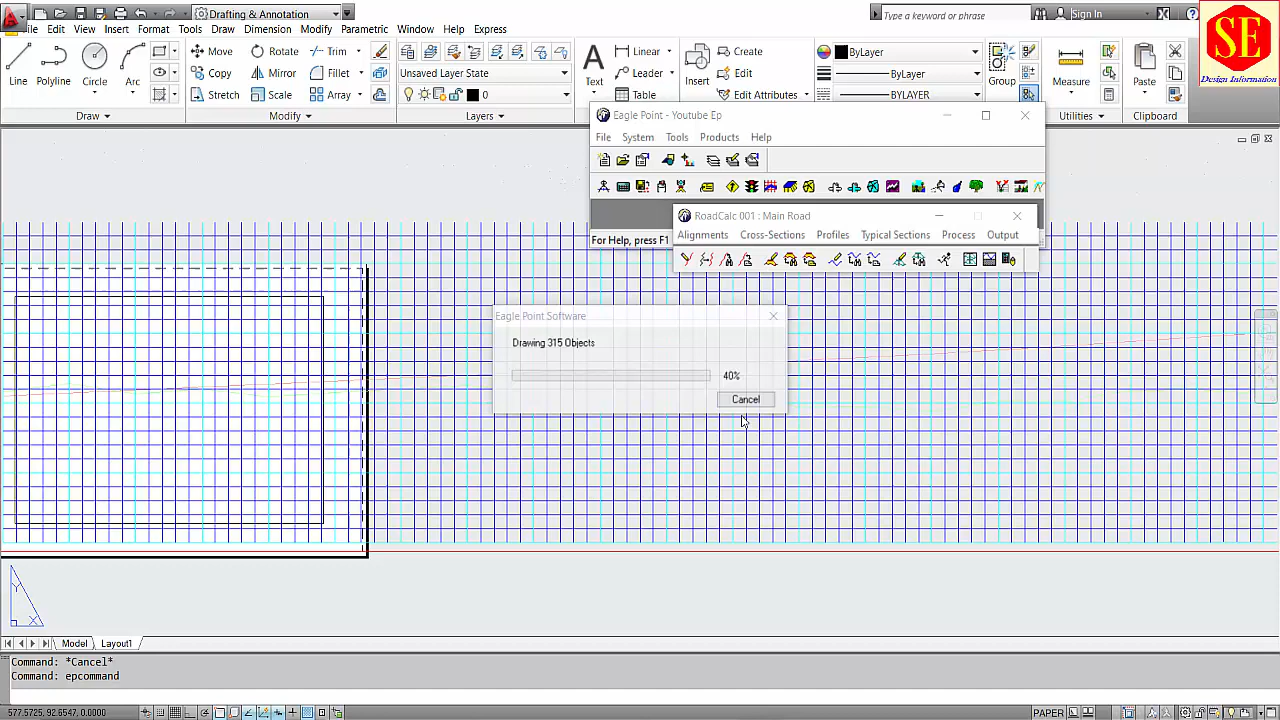 Drafting & Annotation
Type a keyword or phrase
Sign In
SE
Design Information
Edit View Insert Format Tools Draw Dimension Modify Parametric Window Help Express
Line Polyline Circle Arc
Move Rotate Trim
Copy Mirror Fillet
Stretch Scale Array
Unsaved Layer State
0
Text
Linear
Leader
Table
Insert
Create
Edit
Edit Attributes
ByLayer
ByLayer
BYLAYER
Group
Measure
Paste
Draw Modify Layers Utilities Clipboard
Eagle Point - Youtube Ep
File System Tools Products Help
For Help, press F1
RoadCalc 001 : Main Road
Alignments Cross-Sections Profiles Typical Sections Process Output
Eagle Point Software
Drawing 315 Objects
40%
Cancel
Y
X
Model Layout1
Command: *Cancel*
Command: epcommand
577.5725, 92.6547, 0.0000
PAPER